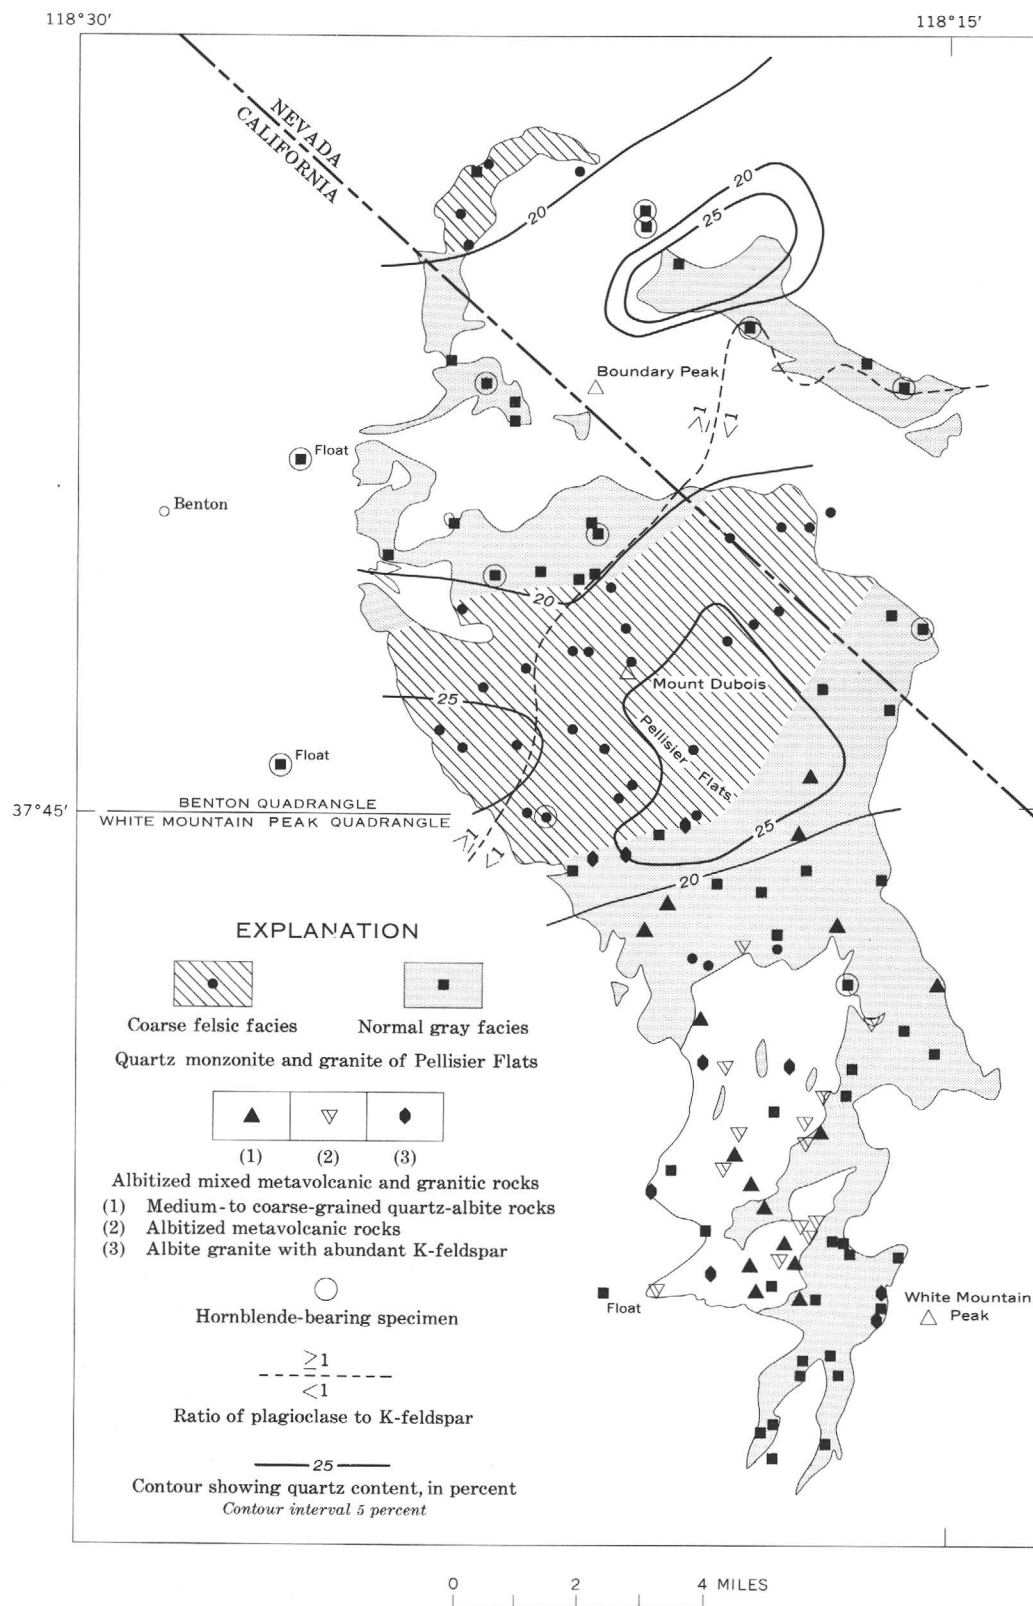 118°30'
118°15'
NEVADA
CALIFORNIA
20
20
25
Boundary Peak
≥1
<1
Float
Benton
20
Mount Dubois
25
Pellisier Flats
Float
37°45'
BENTON QUADRANGLE
WHITE MOUNTAIN PEAK QUADRANGLE
≥1
<1
25
20
EXPLANATION
Coarse felsic facies
Normal gray facies
Quartz monzonite and granite of Pellisier Flats
(1)
(2)
(3)
Albitized mixed metavolcanic and granitic rocks
(1) Medium- to coarse-grained quartz-albite rocks
(2) Albitized metavolcanic rocks
(3) Albite granite with abundant K-feldspar
Hornblende-bearing specimen
Float
White Mountain
Peak
≥1
<1
Ratio of plagioclase to K-feldspar
25
Contour showing quartz content, in percent
Contour interval 5 percent
0 2 4 MILES